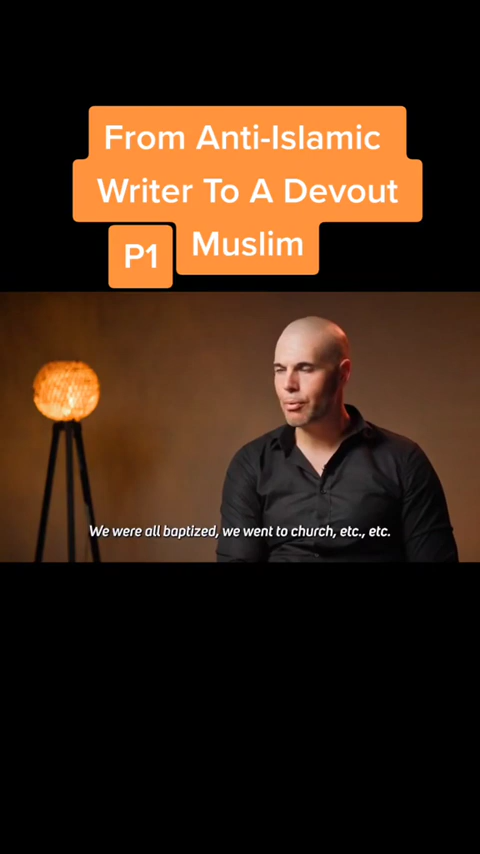 From Anti-Islamic
Writer To A Devout
Muslim
P1
We were all baptized, we went to church, etc., etc.